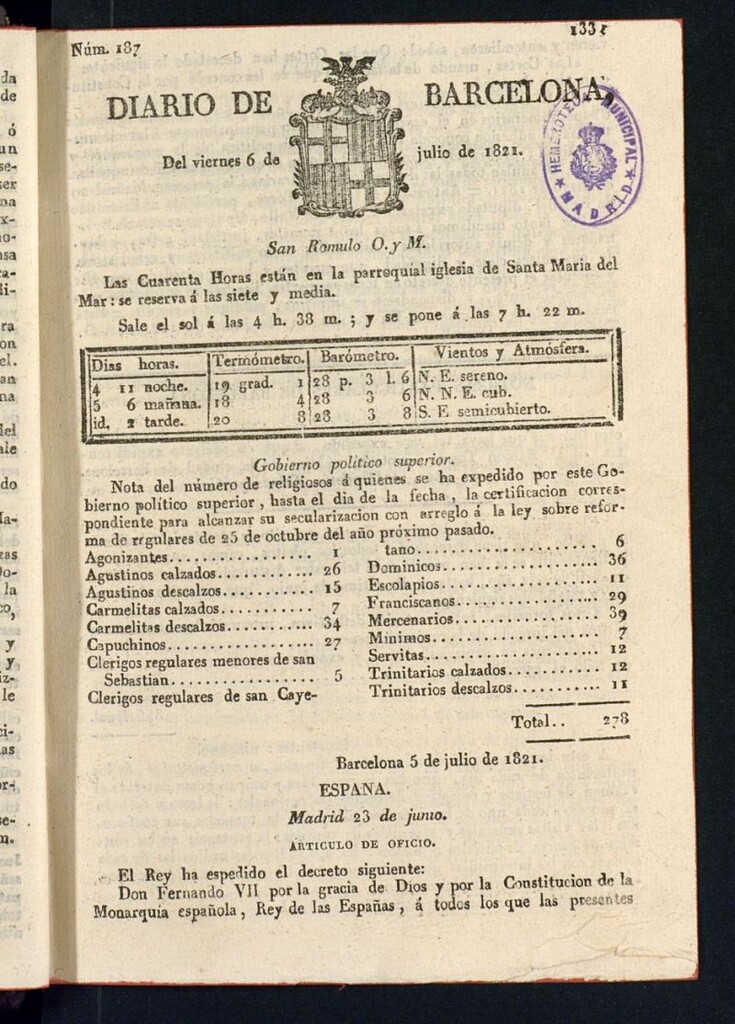 Núm. 187
1331
DIARIO DE BARCELONA
Del viernes 6 de julio de 1821.
HEMEROTECA MUNICIPAL
MADRID
San Romulo O. y M.
Las Cuarenta Horas están en la parroquial iglesia de Santa Maria del
Mar: se reserva á las siete y media.
Sale el sol á las 4 h. 38 m.; y se pone á las 7 h. 22 m.
Dias horas. Termómetro. Barómetro. Vientos y Atmósfera.
4 11 noche. 19 grad. 1 28 p. 3 l. 6 N. E. sereno.
5 6 mañana. 18 4 28 3 6 N. N. E. cub.
id. 2 tarde. 20 8 28 3 8 S. E. semicubierto.
Gobierno político superior.
Nota del número de religiosos á quienes se ha expedido por este Go-
bierno político superior, hasta el dia de la fecha, la certificacion corres-
pondiente para alcanzar su secularizacion con arreglo á la ley sobre refor-
ma de regulares de 25 de octubre del año próximo pasado.
Agonizantes................ 1
Agustinos calzados........... 26
Agustinos descalzos.......... 15
Carmelitas calzados.......... 7
Carmelitas descalzos......... 34
Capuchinos................ 27
Clerigos regulares menores de san
Sebastian................ 5
Clerigos regulares de san Caye-
tano..................... 6
Dominicos................. 36
Escolapios................. 11
Franciscanos............... 29
Mercenarios............... 39
Mínimos.................. 7
Servitas................... 12
Trinitarios calzados.......... 12
Trinitarios descalzos......... 11
Total.. 278
Barcelona 5 de julio de 1821.
ESPAÑA.
Madrid 23 de junio.
ARTICULO DE OFICIO.
El Rey ha espedido el decreto siguiente:
Don Fernando VII por la gracia de Dios y por la Constitucion de la
Monarquía española, Rey de las Españas, á todos los que las presentes